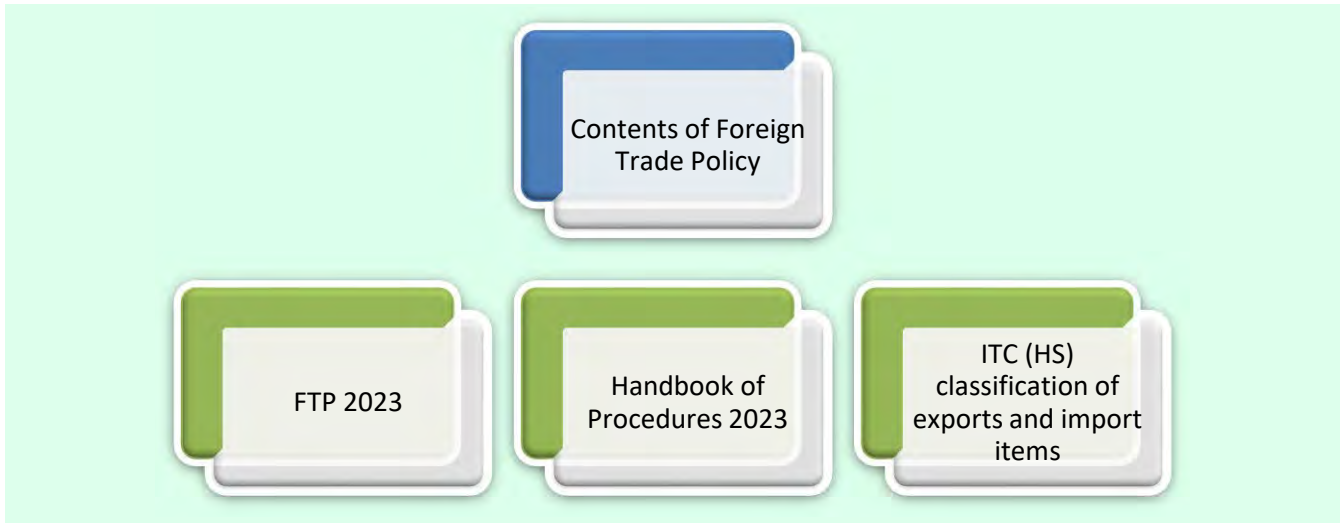 Contents of Foreign
Trade Policy
FTP 2023
Handbook of
Procedures 2023
ITC (HS)
classification of
exports and import
items